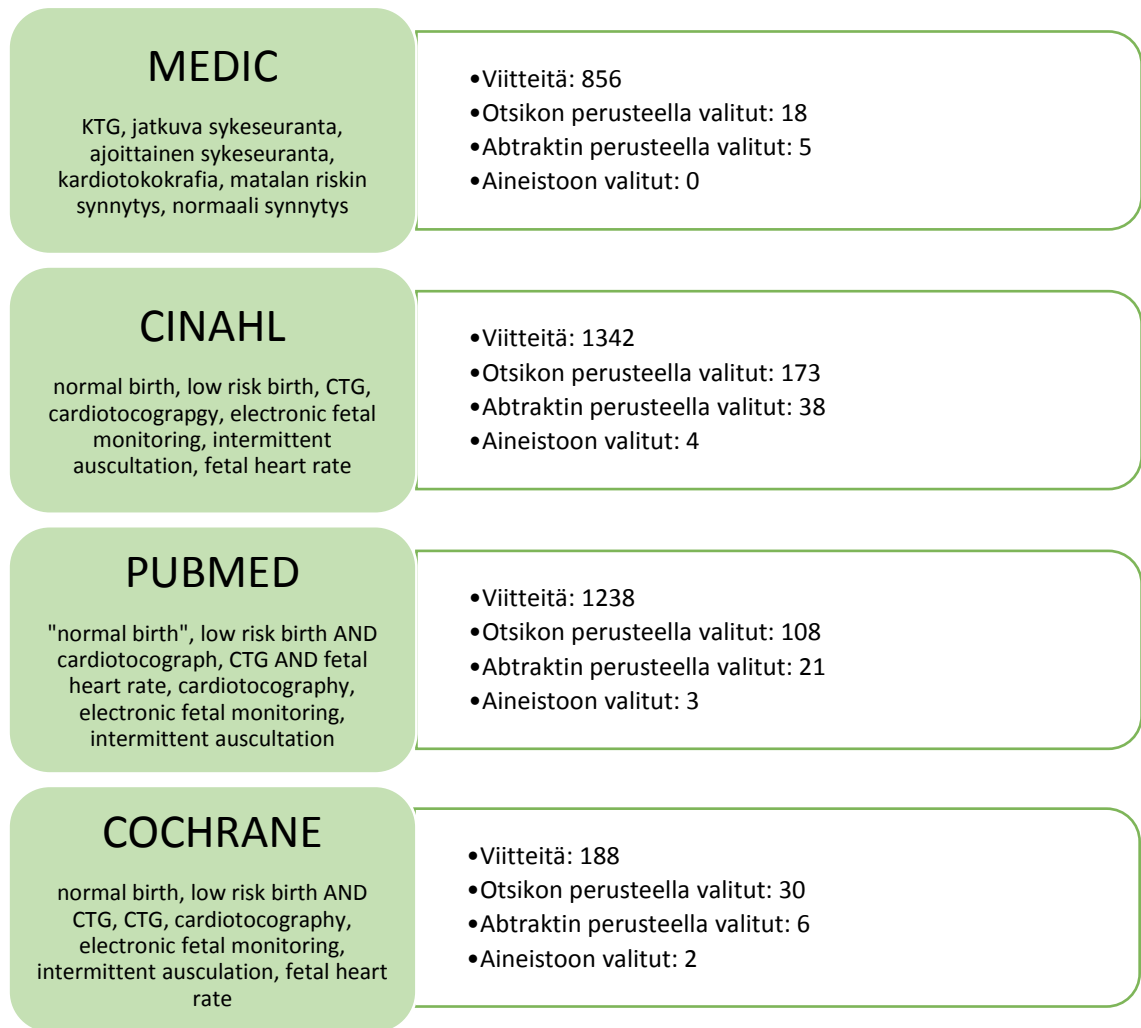 MEDIC
KTG, jatkuva sykeseuranta,
ajoittainen sykeseuranta,
kardiotokokrafia, matalan riskin
synnytys, normaali synnytys
•Viitteitä: 856
•Otsikon perusteella valitut: 18
•Abtraktin perusteella valitut: 5
•Aineistoon valitut: 0
CINAHL
normal birth, low risk birth, CTG,
cardiotocograpgy, electronic fetal
monitoring, intermittent
auscultation, fetal heart rate
•Viitteitä: 1342
•Otsikon perusteella valitut: 173
•Abtraktin perusteella valitut: 38
•Aineistoon valitut: 4
PUBMED
"normal birth", low risk birth AND
cardiotocograph, CTG AND fetal
heart rate, cardiotocography,
electronic fetal monitoring,
intermittent auscultation
•Viitteitä: 1238
•Otsikon perusteella valitut: 108
•Abtraktin perusteella valitut: 21
•Aineistoon valitut: 3
COCHRANE
normal birth, low risk birth AND
CTG, CTG, cardiotocography,
electronic fetal monitoring,
intermittent ausculation, fetal heart
rate
•Viitteitä: 188
•Otsikon perusteella valitut: 30
•Abtraktin perusteella valitut: 6
•Aineistoon valitut: 2